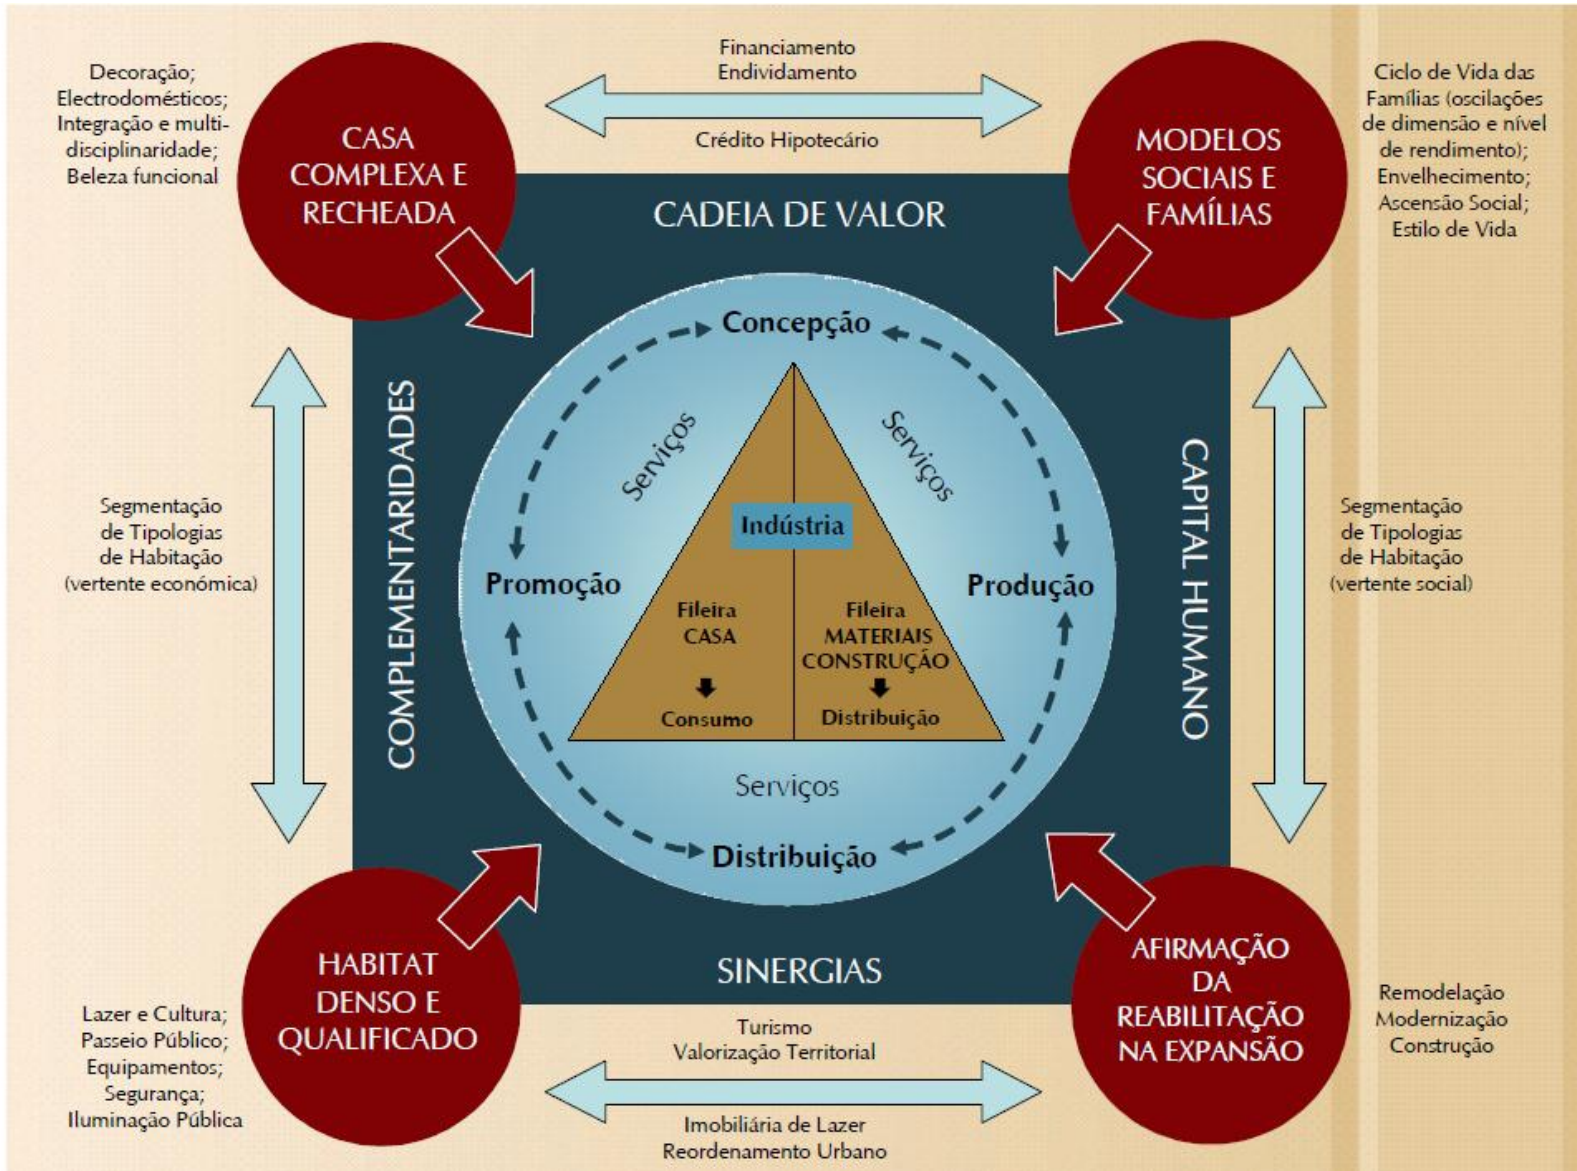 Financiamento
Endividamento
Crédito Hipotecário
Decoração;
Electrodomésticos;
Integração e multi-
disciplinaridade;
Beleza funcional
CASA
COMPLEXA E
RECHEADA
MODELOS
SOCIAIS E
FAMÍLIAS
Ciclo de Vida das
Famílias (oscilações
de dimensão e nível
de rendimento);
Envelhecimento;
Ascensão Social;
Estilo de Vida
CADEIA DE VALOR
Concepção
Serviços
Serviços
COMPLEMENTARIDADES
CAPITAL HUMANO
Segmentação
de Tipologias
de Habitação
(vertente económica)
Indústria
Promoção
Produção
Fileira
CASA
Consumo
Fileira
MATERIAIS
CONSTRUÇÃO
Distribuição
Segmentação
de Tipologias
de Habitação
(vertente social)
Serviços
Distribuição
SINERGIAS
HABITAT
DENSO E
QUALIFICADO
AFIRMAÇÃO
DA
REABILITAÇÃO
NA EXPANSÃO
Lazer e Cultura;
Passeio Público;
Equipamentos;
Segurança;
Iluminação Pública
Turismo
Valorização Territorial
Imobiliária de Lazer
Reordenamento Urbano
Remodelação
Modernização
Construção